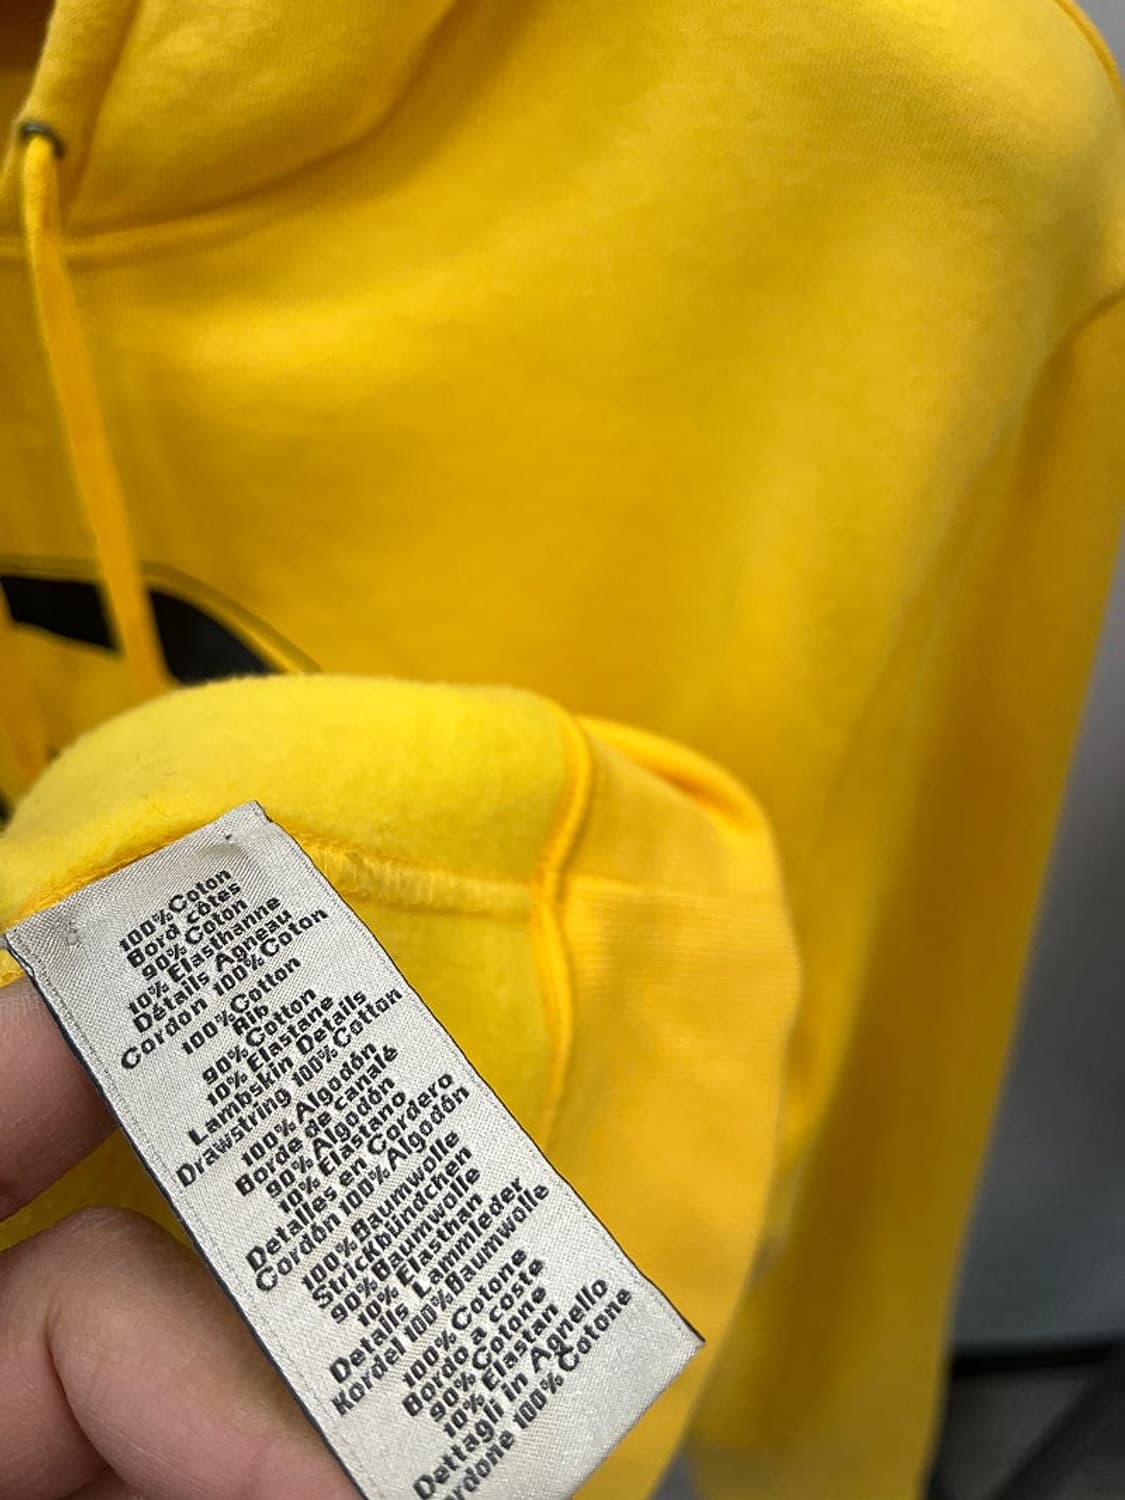 100%Coton
Bord côtes
90% Coton
10% Elasthanne
Détails Agneau
Cordon 100%Coton
100%Cotton
Rib
90% Cotton
10% Elastane
Lambskin Details
Drawstring 100%Cotton
100% Algodón
Borde de canalé
90% Algodón
10% Elastano
Detalles en Cordero
Cordón 100%Algodón
100%Baumwolle
Strickbündchen
90%Baumwolle
10% Elasthan
Details Lammleder
Kordel 100%Baumwolle
100%Cotone
Bordo a coste
90% Cotone
10% Elastan
Dettagli in Agnello
rdone 100% Cotone